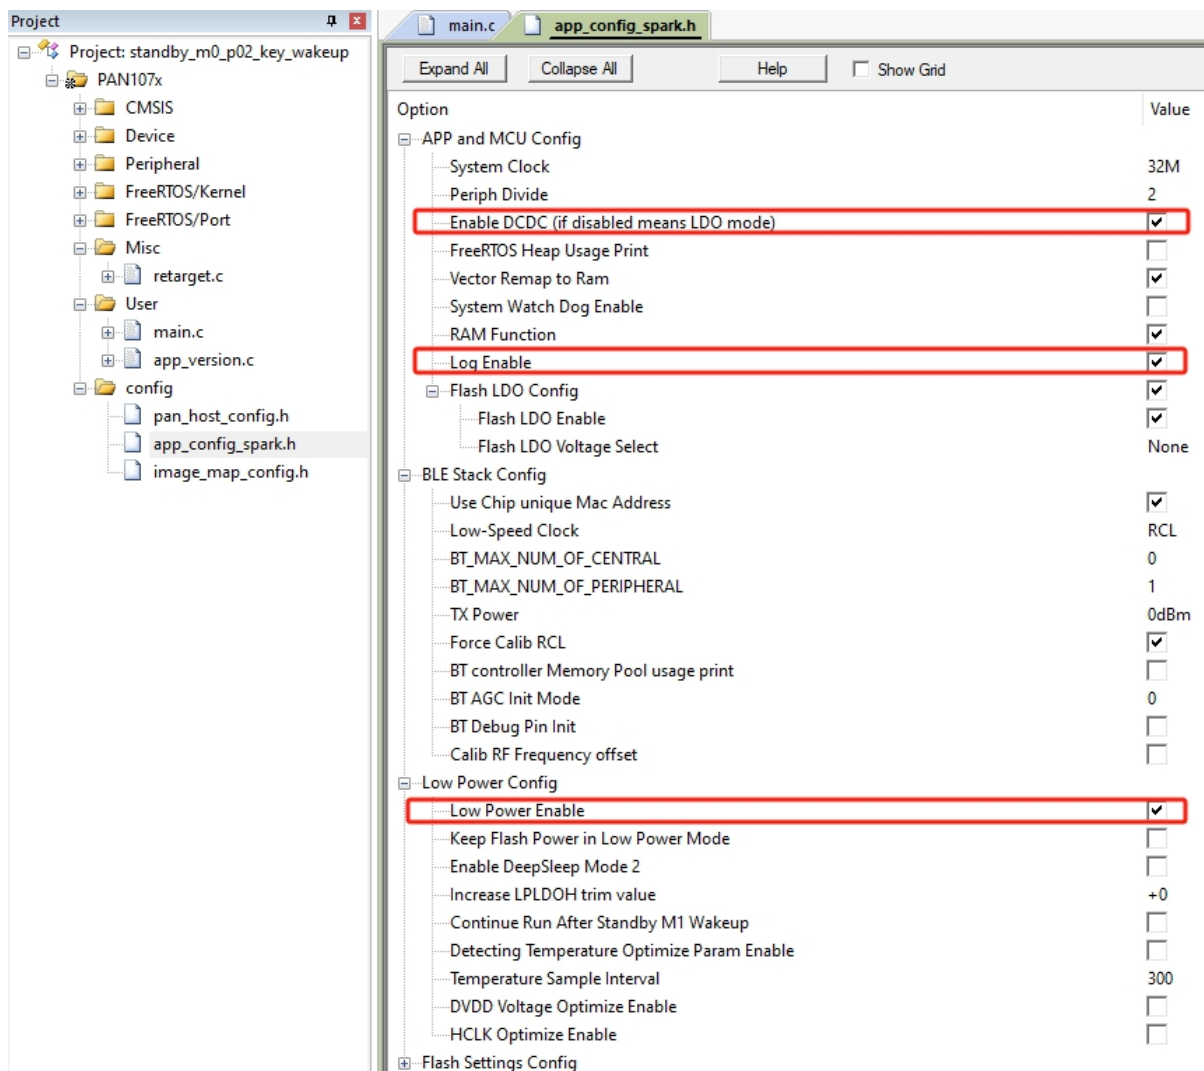 Project
Project: standby_m0_p02_key_wakeup
PAN107x
CMSIS
Device
Peripheral
FreeRTOS/Kernel
FreeRTOS/Port
Misc
retarget.c
User
main.c
app_version.c
config
pan_host_config.h
app_config_spark.h
image_map_config.h
main.c app_config_spark.h
Expand All Collapse All Help Show Grid
Option Value
APP and MCU Config
System Clock 32M
Periph Divide 2
Enable DCDC (if disabled means LDO mode)
FreeRTOS Heap Usage Print
Vector Remap to Ram
System Watch Dog Enable
RAM Function
Log Enable
Flash LDO Config
Flash LDO Enable
Flash LDO Voltage Select None
BLE Stack Config
Use Chip unique Mac Address
Low-Speed Clock RCL
BT_MAX_NUM_OF_CENTRAL 0
BT_MAX_NUM_OF_PERIPHERAL 1
TX Power 0dBm
Force Calib RCL
BT controller Memory Pool usage print
BT AGC Init Mode 0
BT Debug Pin Init
Calib RF Frequency offset
Low Power Config
Low Power Enable
Keep Flash Power in Low Power Mode
Enable DeepSleep Mode 2
Increase LPLDOH trim value +0
Continue Run After Standby M1 Wakeup
Detecting Temperature Optimize Param Enable
Temperature Sample Interval 300
DVDD Voltage Optimize Enable
HCLK Optimize Enable
Flash Settings Config